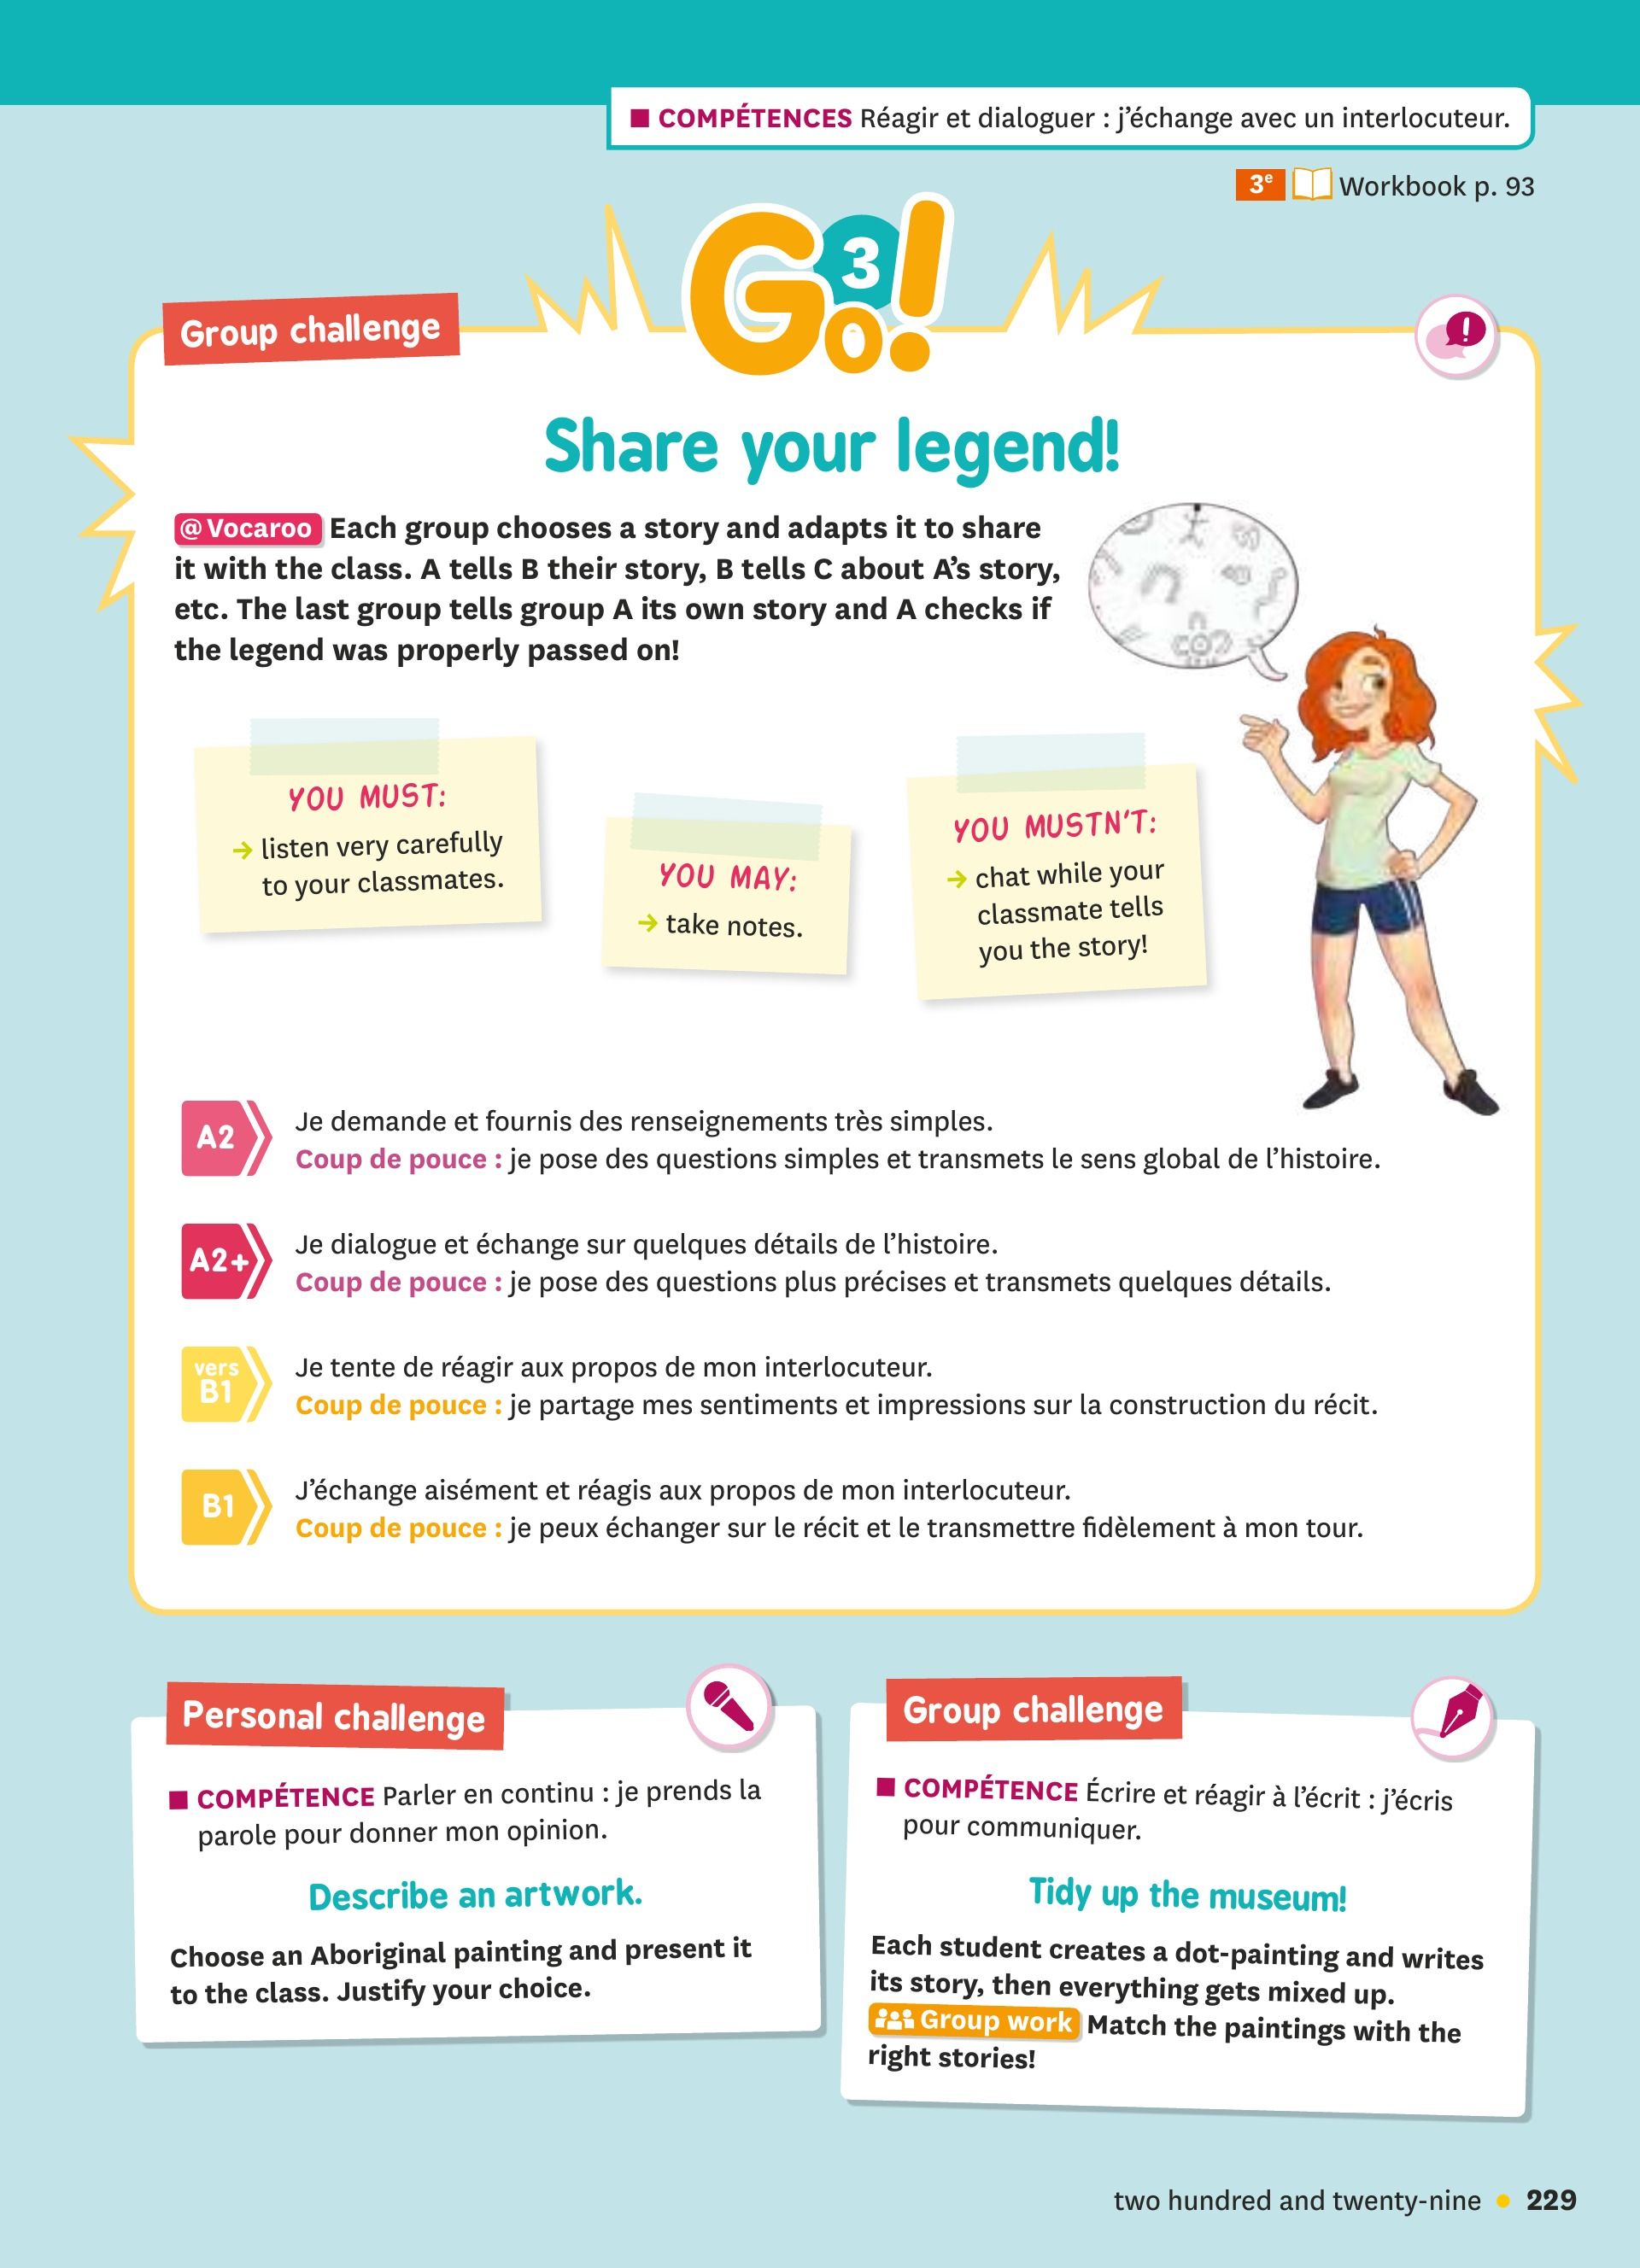 ■ COMPÉTENCES Réagir et dialoguer : j'échange avec un interlocuteur.
3e Workbook p. 93
Go! 3
Group challenge
Share your legend!
@Vocaroo Each group chooses a story and adapts it to share
it with the class. A tells B their story, B tells C about A's story,
etc. The last group tells group A its own story and A checks if
the legend was properly passed on!
YOU MUST:
→ listen very carefully
to your classmates.
YOU MAY:
→ take notes.
YOU MUSTN'T:
→ chat while your
classmate tells
you the story!
A2
Je demande et fournis des renseignements très simples.
Coup de pouce : je pose des questions simples et transmets le sens global de l'histoire.
A2+
Je dialogue et échange sur quelques détails de l'histoire.
Coup de pouce : je pose des questions plus précises et transmets quelques détails.
vers
B1
Je tente de réagir aux propos de mon interlocuteur.
Coup de pouce : je partage mes sentiments et impressions sur la construction du récit.
B1
J'échange aisément et réagis aux propos de mon interlocuteur.
Coup de pouce : je peux échanger sur le récit et le transmettre fidèlement à mon tour.
Personal challenge
■ COMPÉTENCE Parler en continu : je prends la
parole pour donner mon opinion.
Describe an artwork.
Choose an Aboriginal painting and present it
to the class. Justify your choice.
Group challenge
■ COMPÉTENCE Écrire et réagir à l'écrit : j'écris
pour communiquer.
Tidy up the museum!
Each student creates a dot-painting and writes
its story, then everything gets mixed up.
Group work Match the paintings with the
right stories!
two hundred and twenty-nine • 229